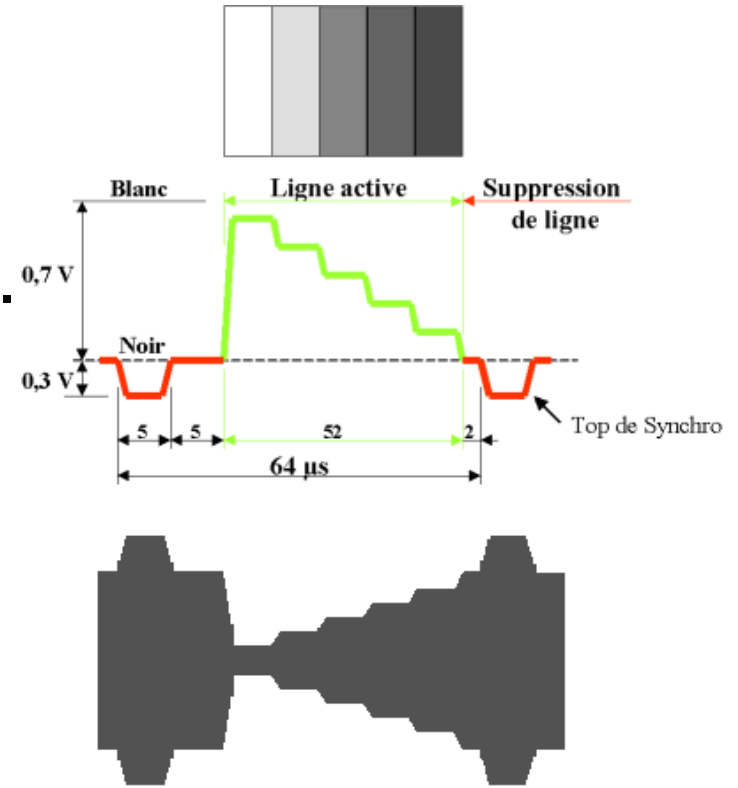 Blanc
Ligne active
Suppression
de ligne
0,7 V
Noir
0,3 V
5
5
52
2
Top de Synchro
64 µs